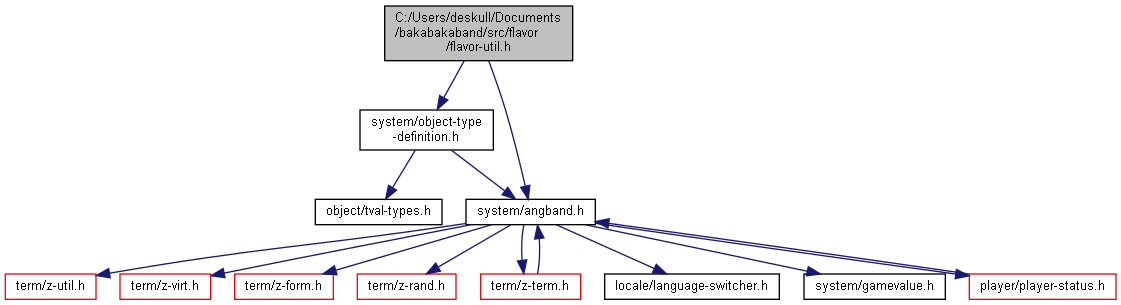 C:/Users/deskull/Documents
/bakabakaband/src/flavor
/flavor-util.h
system/object-type
-definition.h
object/tval-types.h
system/angband.h
term/z-util.h
term/z-virt.h
term/z-form.h
term/z-rand.h
term/z-term.h
locale/language-switcher.h
system/gamevalue.h
player/player-status.h